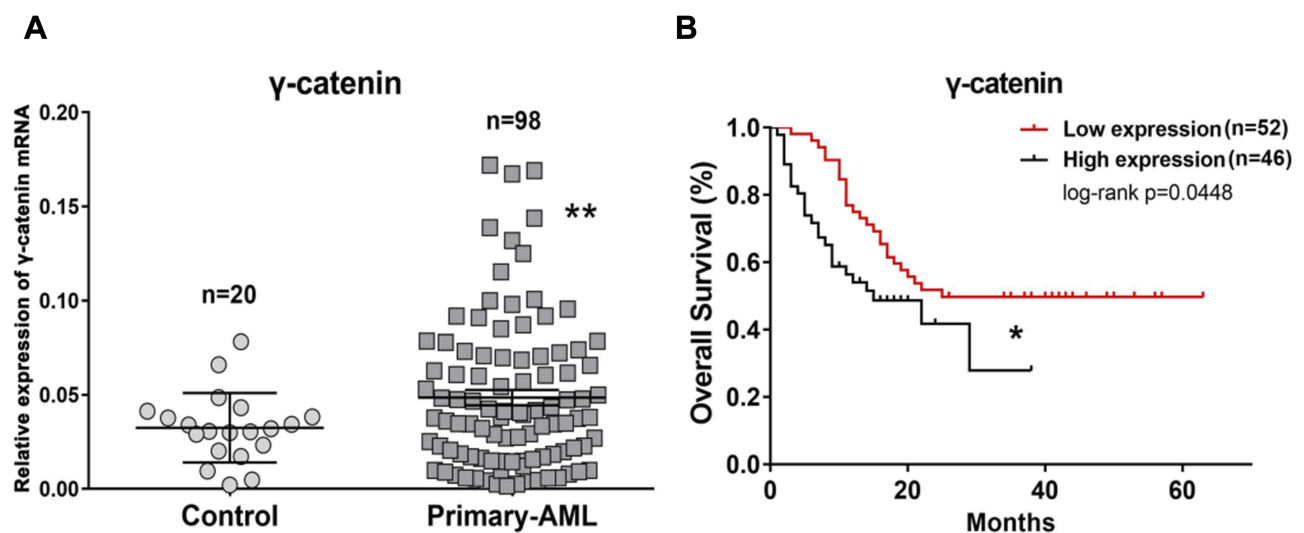 A
γ-catenin
Relative expression of γ-catenin mRNA
0.20
0.15
0.10
0.05
0.00
n=20
n=98
**
Control
Primary-AML
B
γ-catenin
Low expression (n=52)
High expression (n=46)
log-rank p=0.0448
Overall Survival (%)
1.0
0.8
0.6
0.4
0.2
0.0
*
0
20
40
60
Months